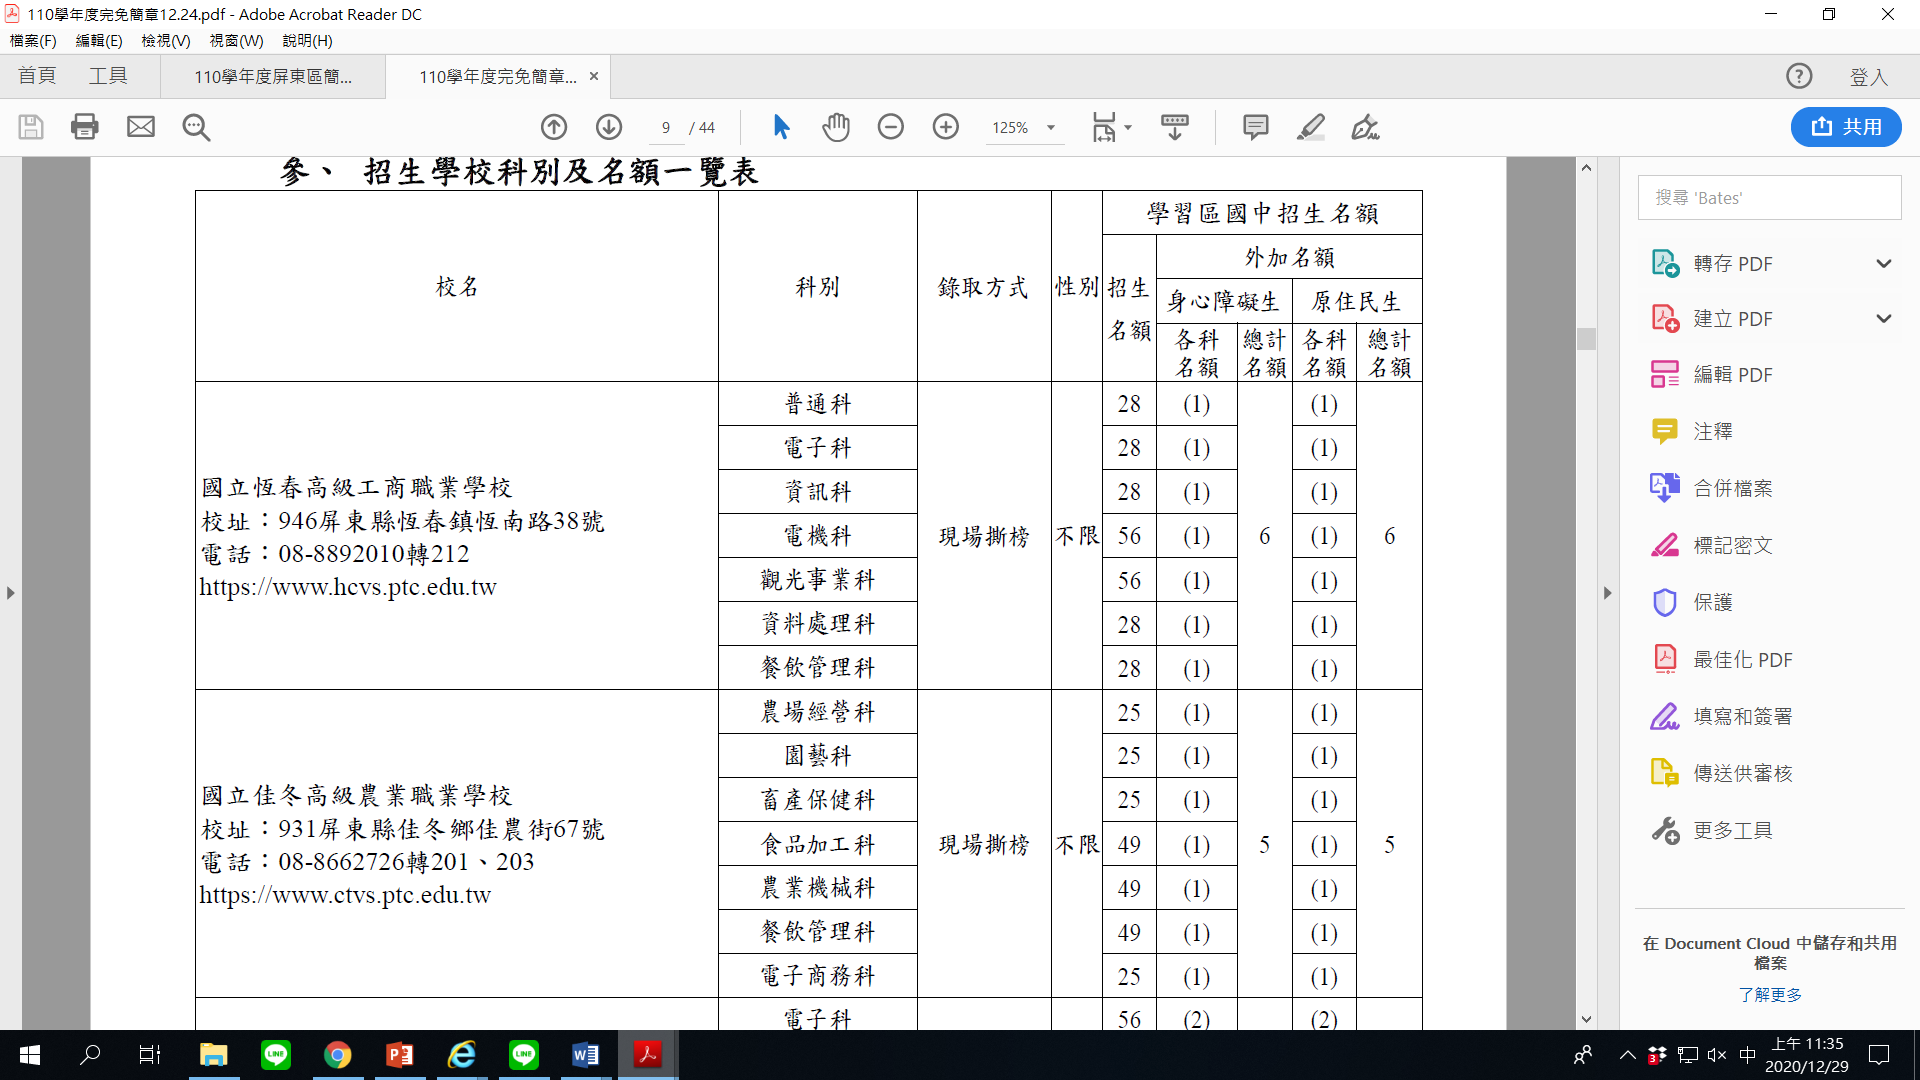 110學年度完免簡章12.24.pdf - Adobe Acrobat Reader DC
檔案(F) 編輯(E) 檢視(V) 視窗(W) 說明(H)
首頁 工具 110學年度屏東區簡... 110學年度完免簡章... × 登入
9 / 44 125% 共用
參、 招生學校科別及名額一覽表
校名 科別 錄取方式 性別 學習區國中招生名額
招生名額 外加名額
身心障礙生 原住民生
各科名額 總計名額 各科名額 總計名額
國立恆春高級工商職業學校
校址：946屏東縣恆春鎮恆南路38號
電話：08-8892010轉212
https://www.hcvs.ptc.edu.tw
現場撕榜 不限 6 6
普通科 28 (1) (1)
電子科 28 (1) (1)
資訊科 28 (1) (1)
電機科 56 (1) (1)
觀光事業科 56 (1) (1)
資料處理科 28 (1) (1)
餐飲管理科 28 (1) (1)
國立佳冬高級農業職業學校
校址：931屏東縣佳冬鄉佳農街67號
電話：08-8662726轉201、203
https://www.ctvs.ptc.edu.tw
現場撕榜 不限 5 5
農場經營科 25 (1) (1)
園藝科 25 (1) (1)
畜產保健科 25 (1) (1)
食品加工科 49 (1) (1)
農業機械科 49 (1) (1)
餐飲管理科 49 (1) (1)
電子商務科 25 (1) (1)
電子科 56 (2) (2)
搜尋 'Bates'
轉存 PDF
建立 PDF
編輯 PDF
注釋
合併檔案
標記密文
保護
最佳化 PDF
填寫和簽署
傳送供審核
更多工具
在 Document Cloud 中儲存和共用
檔案
了解更多
LINE LINE 3 中 上午 11:35
2020/12/29